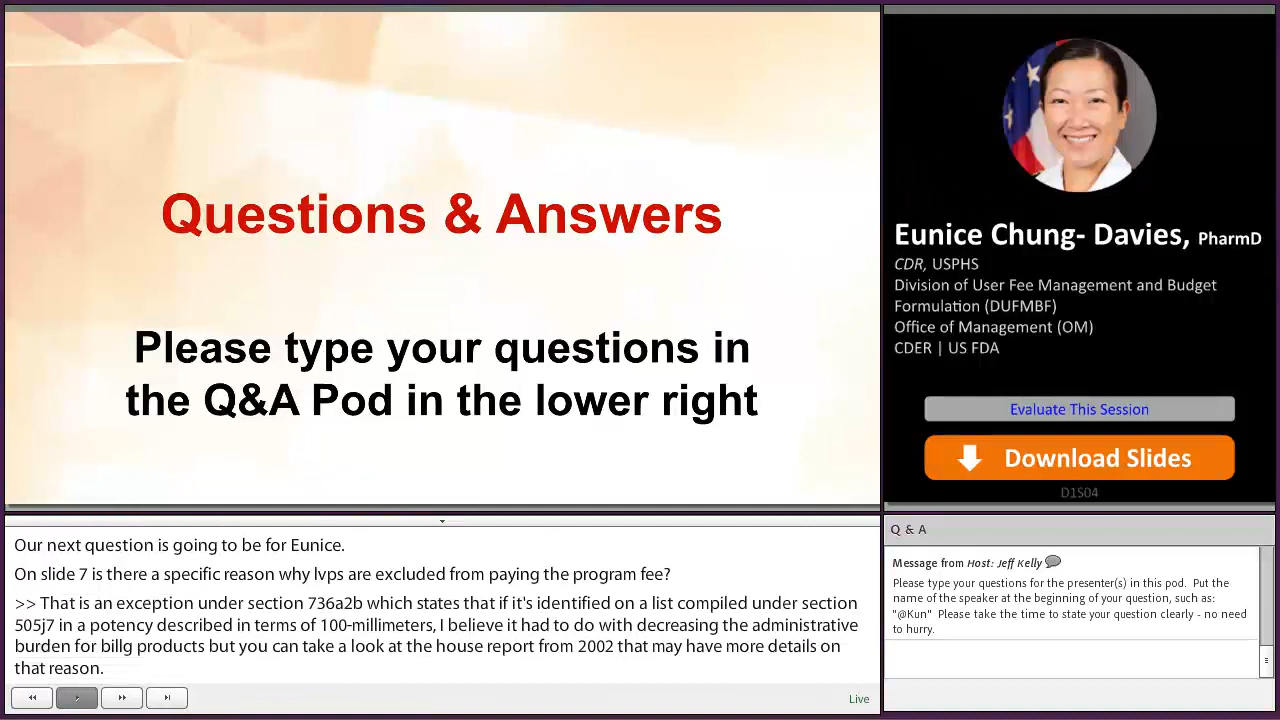 Questions & Answers
Please type your questions in
the Q&A Pod in the lower right
Eunice Chung- Davies, PharmD
CDR, USPHS
Division of User Fee Management and Budget
Formulation (DUFMBF)
Office of Management (OM)
CDER | US FDA
Evaluate This Session
Download Slides
D1S04
Our next question is going to be for Eunice.
On slide 7 is there a specific reason why lvps are excluded from paying the program fee?
>> That is an exception under section 736a2b which states that if it's identified on a list compiled under section
505j7 in a potency described in terms of 100-millimeters, I believe it had to do with decreasing the administrative
burden for billg products but you can take a look at the house report from 2002 that may have more details on
that reason.
Live
Q & A
Message from Host: Jeff Kelly
Please type your questions for the presenter(s) in this pod. Put the
name of the speaker at the beginning of your question, such as:
"@Kun" Please take the time to state your question clearly - no need
to hurry.